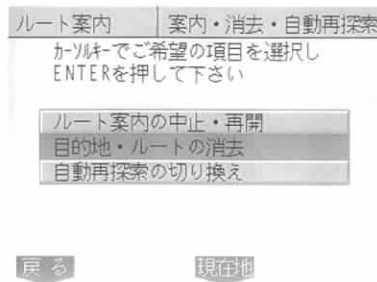 ルート案内 案内・消去・自動再探索
カーソルキーでご希望の項目を選択し
ENTERを押して下さい
ルート案内の中止・再開
目的地・ルートの消去
自動再探索の切り換え
戻る 現在地